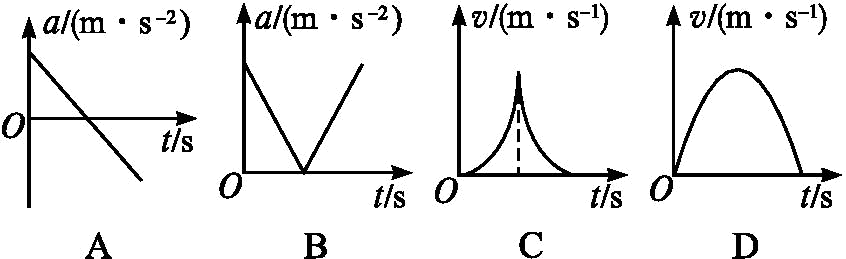 a/(m · s⁻²)
O
t/s
A
a/(m · s⁻²)
O
t/s
B
v/(m · s⁻¹)
O
t/s
C
v/(m · s⁻¹)
O
t/s
D